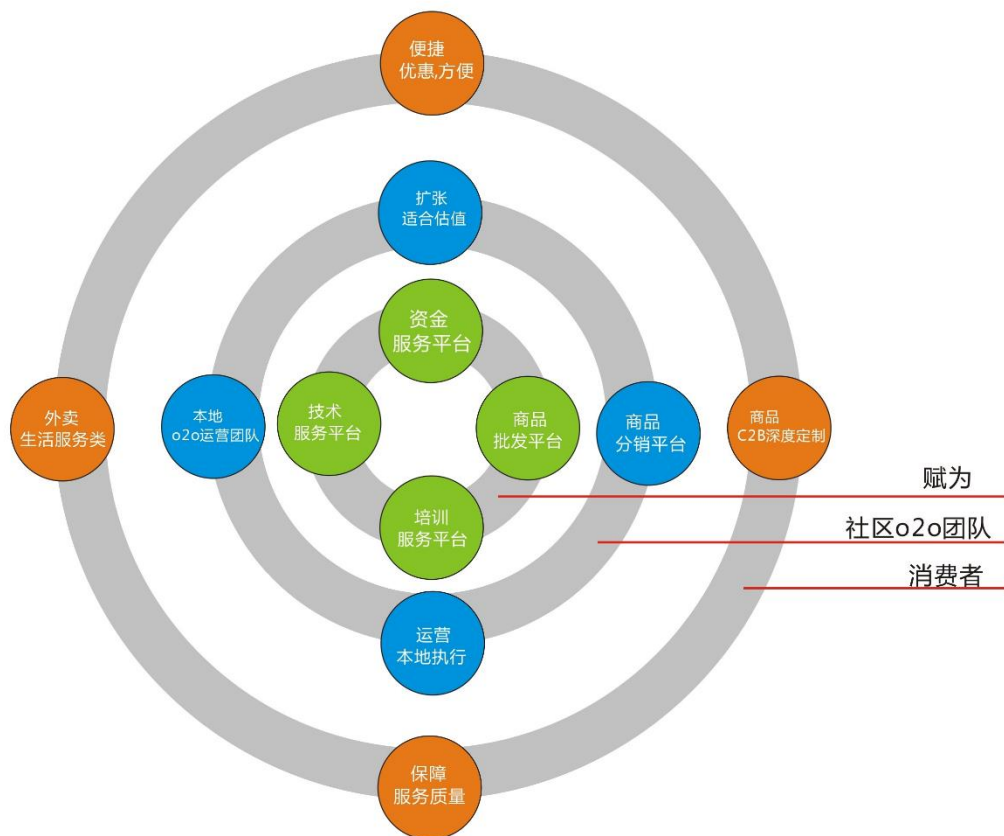 便捷
优惠,方便
扩张
适合估值
资金
服务平台
外卖
生活服务类
本地
o2o运营团队
技术
服务平台
商品
批发平台
商品
分销平台
商品
C2B深度定制
赋为
培训
服务平台
社区o2o团队
消费者
运营
本地执行
保障
服务质量